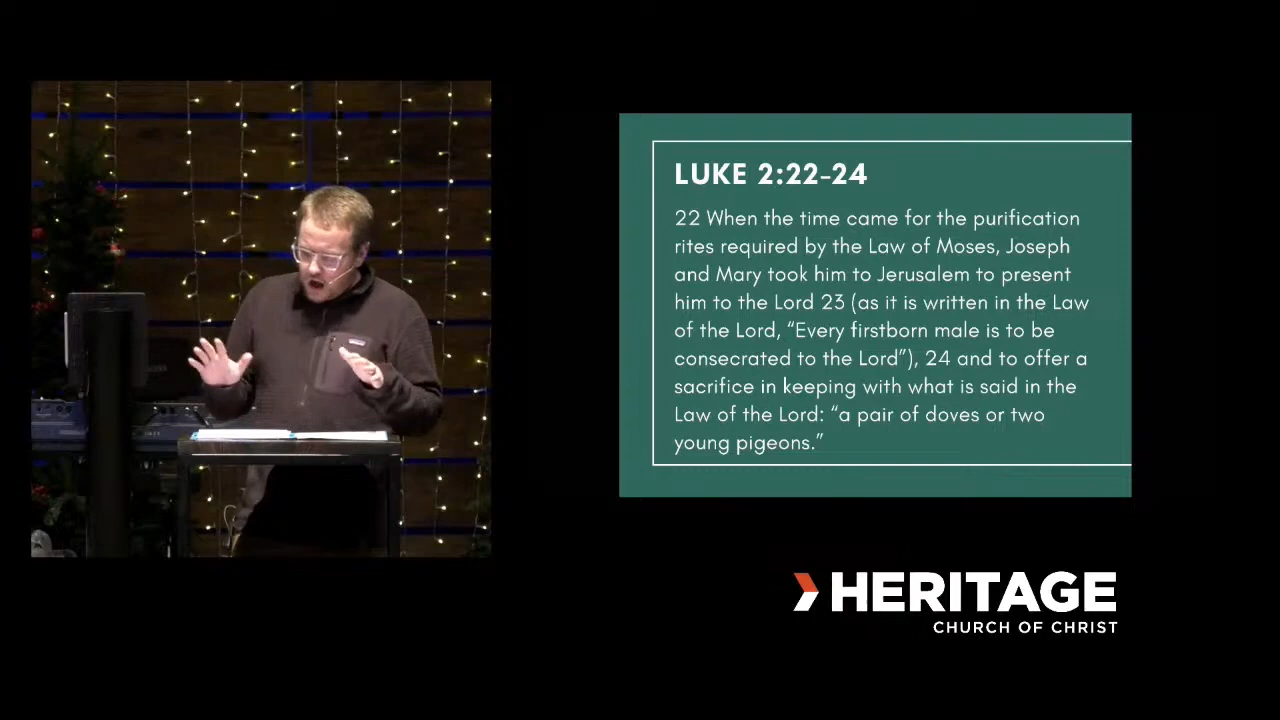 LUKE 2:22-24
22 When the time came for the purification
rites required by the Law of Moses, Joseph
and Mary took him to Jerusalem to present
him to the Lord 23 (as it is written in the Law
of the Lord, “Every firstborn male is to be
consecrated to the Lord”), 24 and to offer a
sacrifice in keeping with what is said in the
Law of the Lord: “a pair of doves or two
young pigeons.”
HERITAGE
CHURCH OF CHRIST